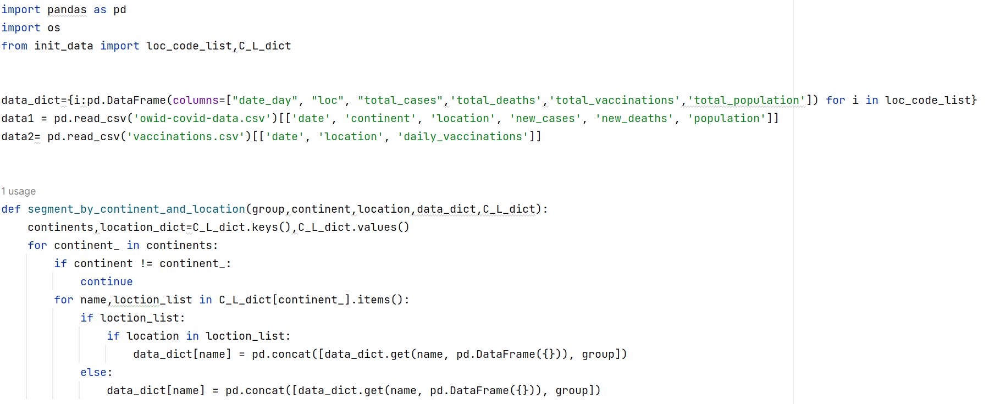 import pandas as pd
import os
from init_data import loc_code_list,C_L_dict
data_dict={i:pd.DataFrame(columns=["date_day", "loc", "total_cases",'total_deaths','total_vaccinations','total_population']) for i in loc_code_list}
data1 = pd.read_csv('owid-covid-data.csv')[['date', 'continent', 'location', 'new_cases', 'new_deaths', 'population']]
data2= pd.read_csv('vaccinations.csv')[['date', 'location', 'daily_vaccinations']]
1 usage
def segment_by_continent_and_location(group,continent,location,data_dict,C_L_dict):
    continents,location_dict=C_L_dict.keys(),C_L_dict.values()
    for continent_ in continents:
        if continent != continent_:
            continue
        for name,loction_list in C_L_dict[continent_].items():
            if loction_list:
                if location in loction_list:
                    data_dict[name] = pd.concat([data_dict.get(name, pd.DataFrame({})), group])
            else:
                data_dict[name] = pd.concat([data_dict.get(name, pd.DataFrame({})), group])